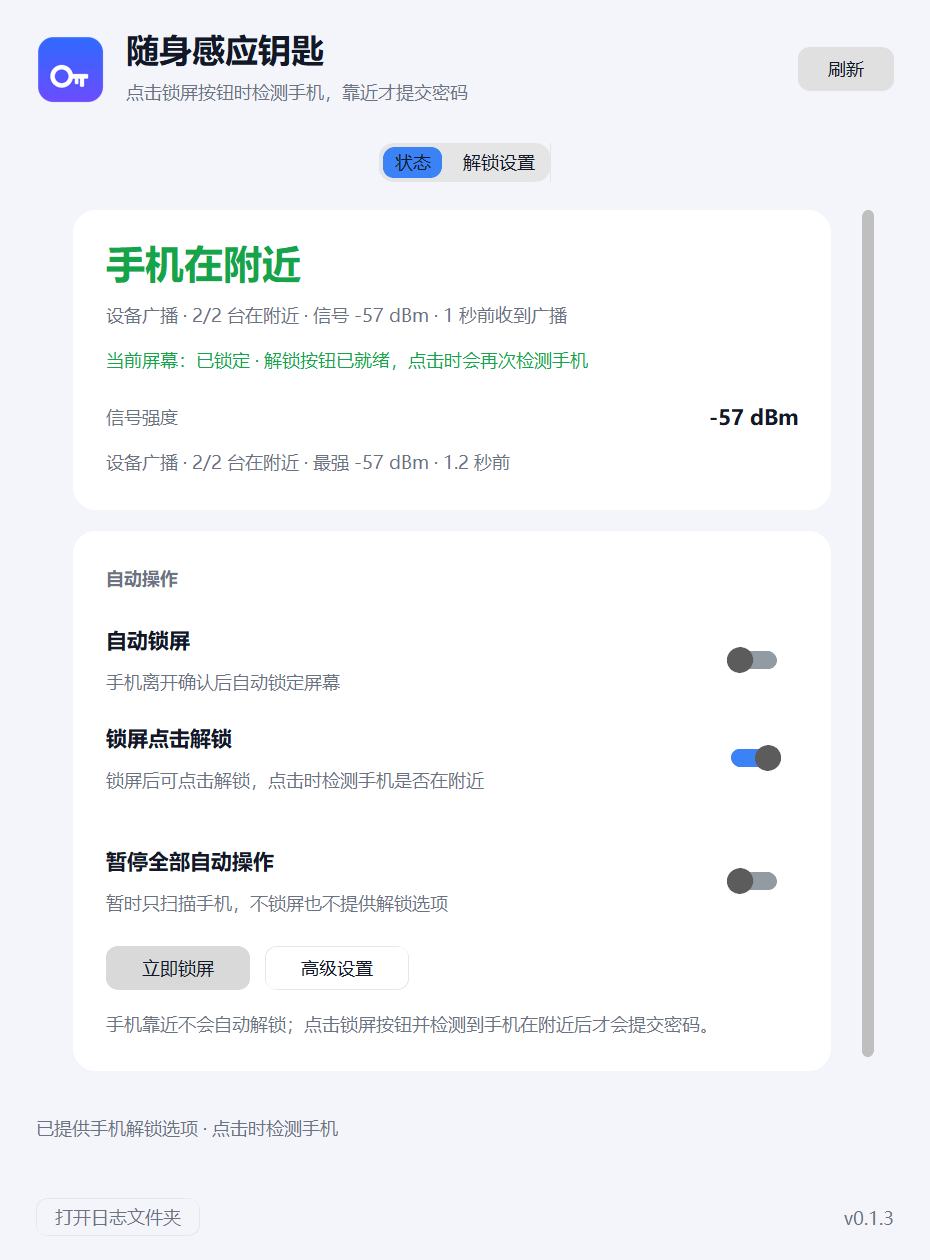 随身感应钥匙
点击锁屏按钮时检测手机，靠近才提交密码
刷新
状态
解锁设置
手机在附近
设备广播 · 2/2 台在附近 · 信号 -57 dBm · 1 秒前收到广播
当前屏幕：已锁定 · 解锁按钮已就绪，点击时会再次检测手机
信号强度
-57 dBm
设备广播 · 2/2 台在附近 · 最强 -57 dBm · 1.2 秒前
自动操作
自动锁屏
手机离开确认后自动锁定屏幕
锁屏点击解锁
锁屏后可点击解锁，点击时检测手机是否在附近
暂停全部自动操作
暂时只扫描手机，不锁屏也不提供解锁选项
立即锁屏
高级设置
手机靠近不会自动解锁；点击锁屏按钮并检测到手机在附近后才会提交密码。
已提供手机解锁选项 · 点击时检测手机
打开日志文件夹
v0.1.3